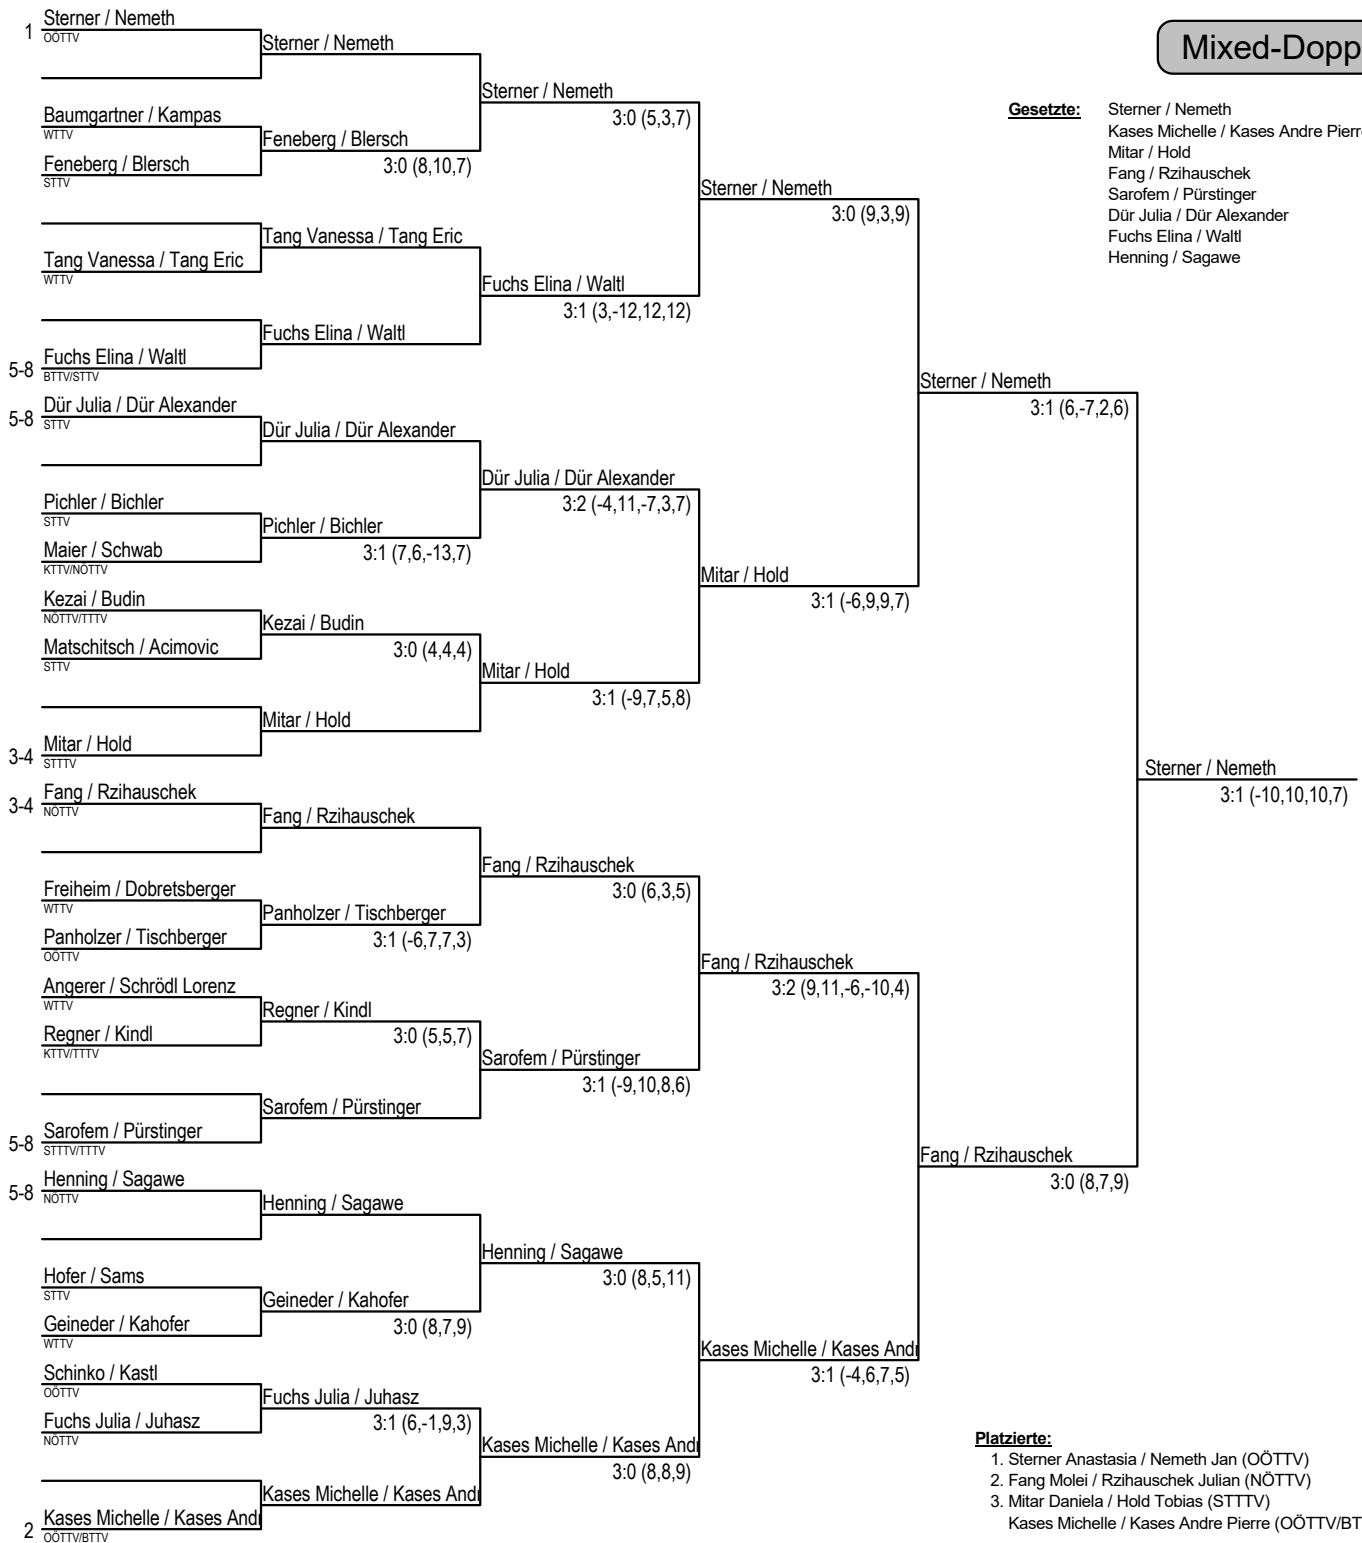 Mixed-Dopp
Gesetzte:
Sterner / Nemeth
Kases Michelle / Kases Andre Pierre
Mitar / Hold
Fang / Rzihauschek
Sarofem / Pürstinger
Dür Julia / Dür Alexander
Fuchs Elina / Waltl
Henning / Sagawe
1 Sterner / Nemeth
OÖTTV
Baumgartner / Kampas
WTTV
Feneberg / Blersch
STTV
Tang Vanessa / Tang Eric
WTTV
5-8 Fuchs Elina / Waltl
BTTV/STTV
5-8 Dür Julia / Dür Alexander
STTV
Pichler / Bichler
STTV
Maier / Schwab
KTTV/NÖTTV
Kezai / Budin
NÖTTV/TTTV
Matschitsch / Acimovic
STTV
3-4 Mitar / Hold
STTTV
3-4 Fang / Rzihauschek
NÖTTV
Freiheim / Dobretsberger
WTTV
Panholzer / Tischberger
OÖTTV
Angerer / Schrödl Lorenz
WTTV
Regner / Kindl
KTTV/TTTV
5-8 Sarofem / Pürstinger
STTTV/TTTV
5-8 Henning / Sagawe
NÖTTV
Hofer / Sams
STTV
Geineder / Kahofer
WTTV
Schinko / Kastl
OÖTTV
Fuchs Julia / Juhasz
NÖTTV
2 Kases Michelle / Kases Andr
OÖTTV/BTTV
Sterner / Nemeth
Feneberg / Blersch
3:0 (8,10,7)
Tang Vanessa / Tang Eric
Fuchs Elina / Waltl
Dür Julia / Dür Alexander
Pichler / Bichler
3:1 (7,6,-13,7)
Kezai / Budin
3:0 (4,4,4)
Mitar / Hold
Fang / Rzihauschek
Panholzer / Tischberger
3:1 (-6,7,7,3)
Regner / Kindl
3:0 (5,5,7)
Sarofem / Pürstinger
Henning / Sagawe
Geineder / Kahofer
3:0 (8,7,9)
Fuchs Julia / Juhasz
3:1 (6,-1,9,3)
Kases Michelle / Kases Andr
Sterner / Nemeth
3:0 (5,3,7)
Fuchs Elina / Waltl
3:1 (3,-12,12,12)
Dür Julia / Dür Alexander
3:2 (-4,11,-7,3,7)
Mitar / Hold
3:1 (-9,7,5,8)
Fang / Rzihauschek
3:0 (6,3,5)
Sarofem / Pürstinger
3:1 (-9,10,8,6)
Henning / Sagawe
3:0 (8,5,11)
Kases Michelle / Kases Andr
3:0 (8,8,9)
Sterner / Nemeth
3:0 (9,3,9)
Mitar / Hold
3:1 (-6,9,9,7)
Fang / Rzihauschek
3:2 (9,11,-6,-10,4)
Kases Michelle / Kases Andr
3:1 (-4,6,7,5)
Sterner / Nemeth
3:1 (6,-7,2,6)
Fang / Rzihauschek
3:0 (8,7,9)
Sterner / Nemeth
3:1 (-10,10,10,7)
Platzierte:
1. Sterner Anastasia / Nemeth Jan (OÖTTV)
2. Fang Molei / Rzihauschek Julian (NÖTTV)
3. Mitar Daniela / Hold Tobias (STTTV)
Kases Michelle / Kases Andre Pierre (OÖTTV/BT